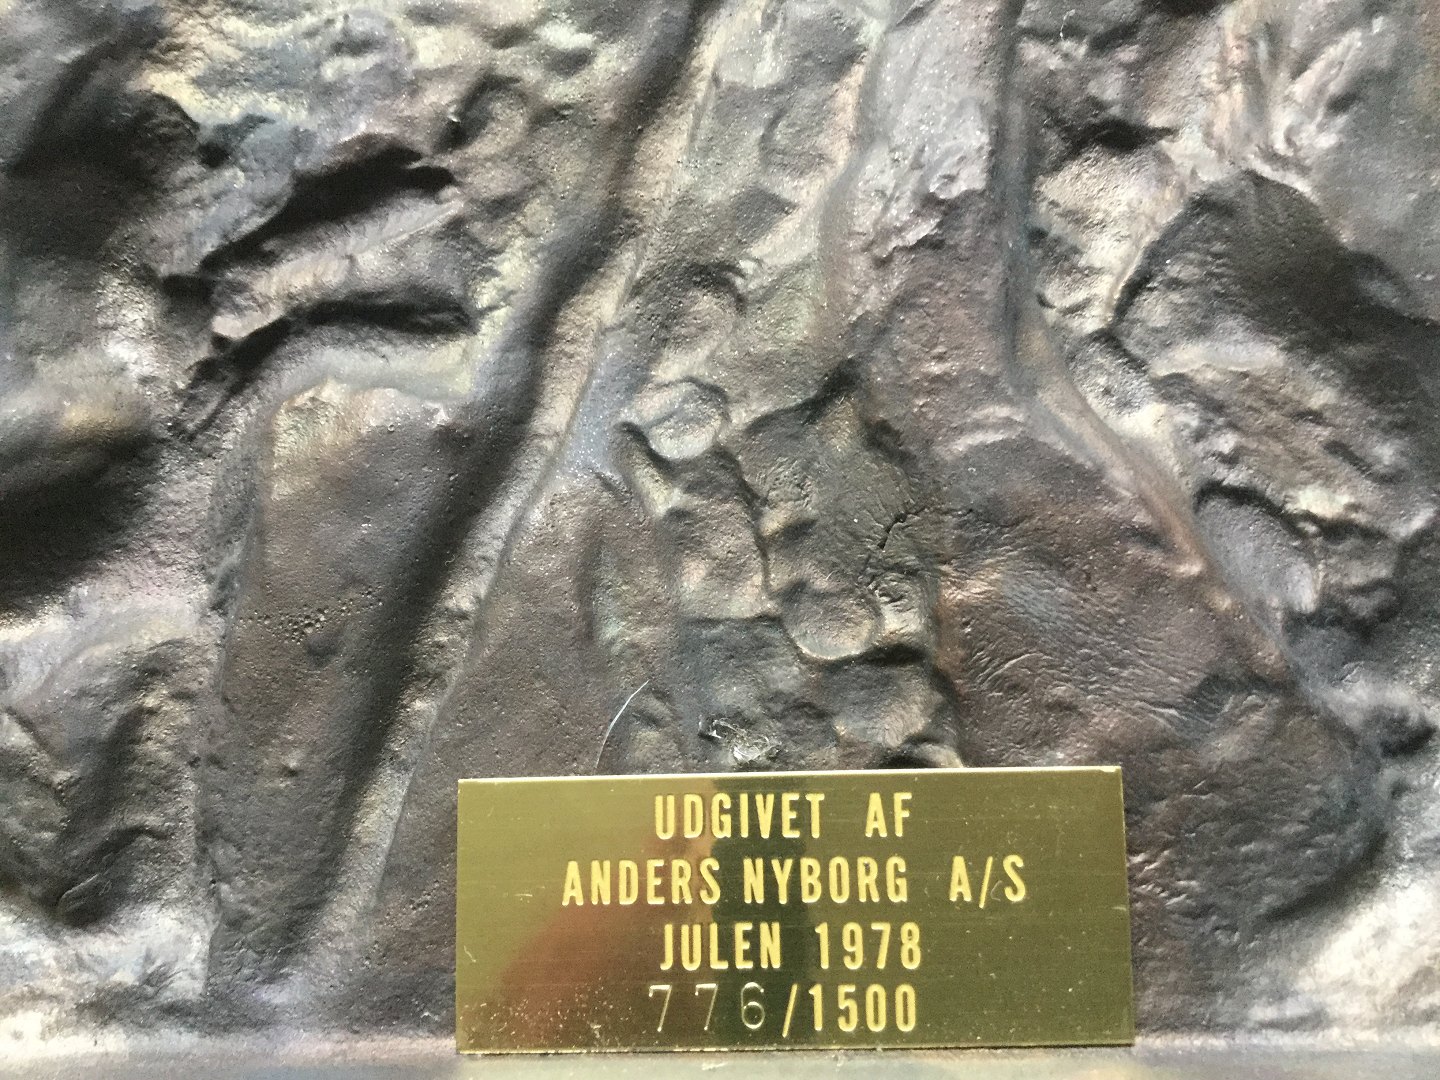 UDGIVET AF
ANDERS NYBORG A/S
JULEN 1978
776/1500